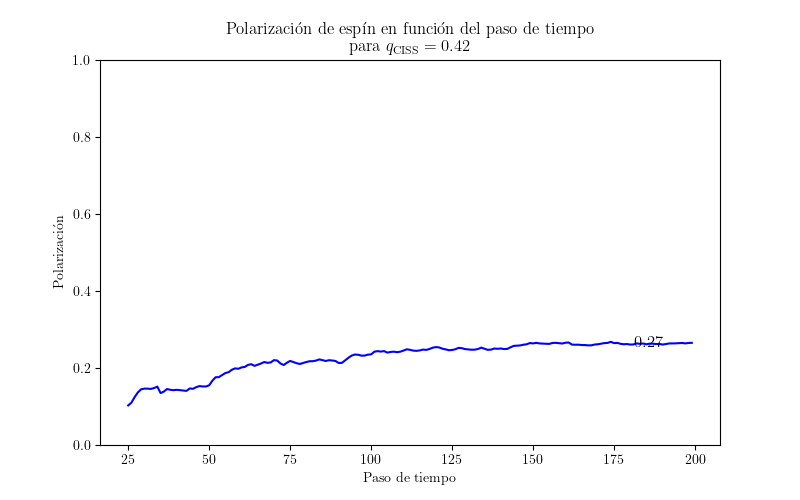 Polarización de espín en función del paso de tiempo
para q_CISS = 0.42
1.0
0.8
0.6
0.4
0.2
0.0
Polarización
0.27
25 50 75 100 125 150 175 200
Paso de tiempo